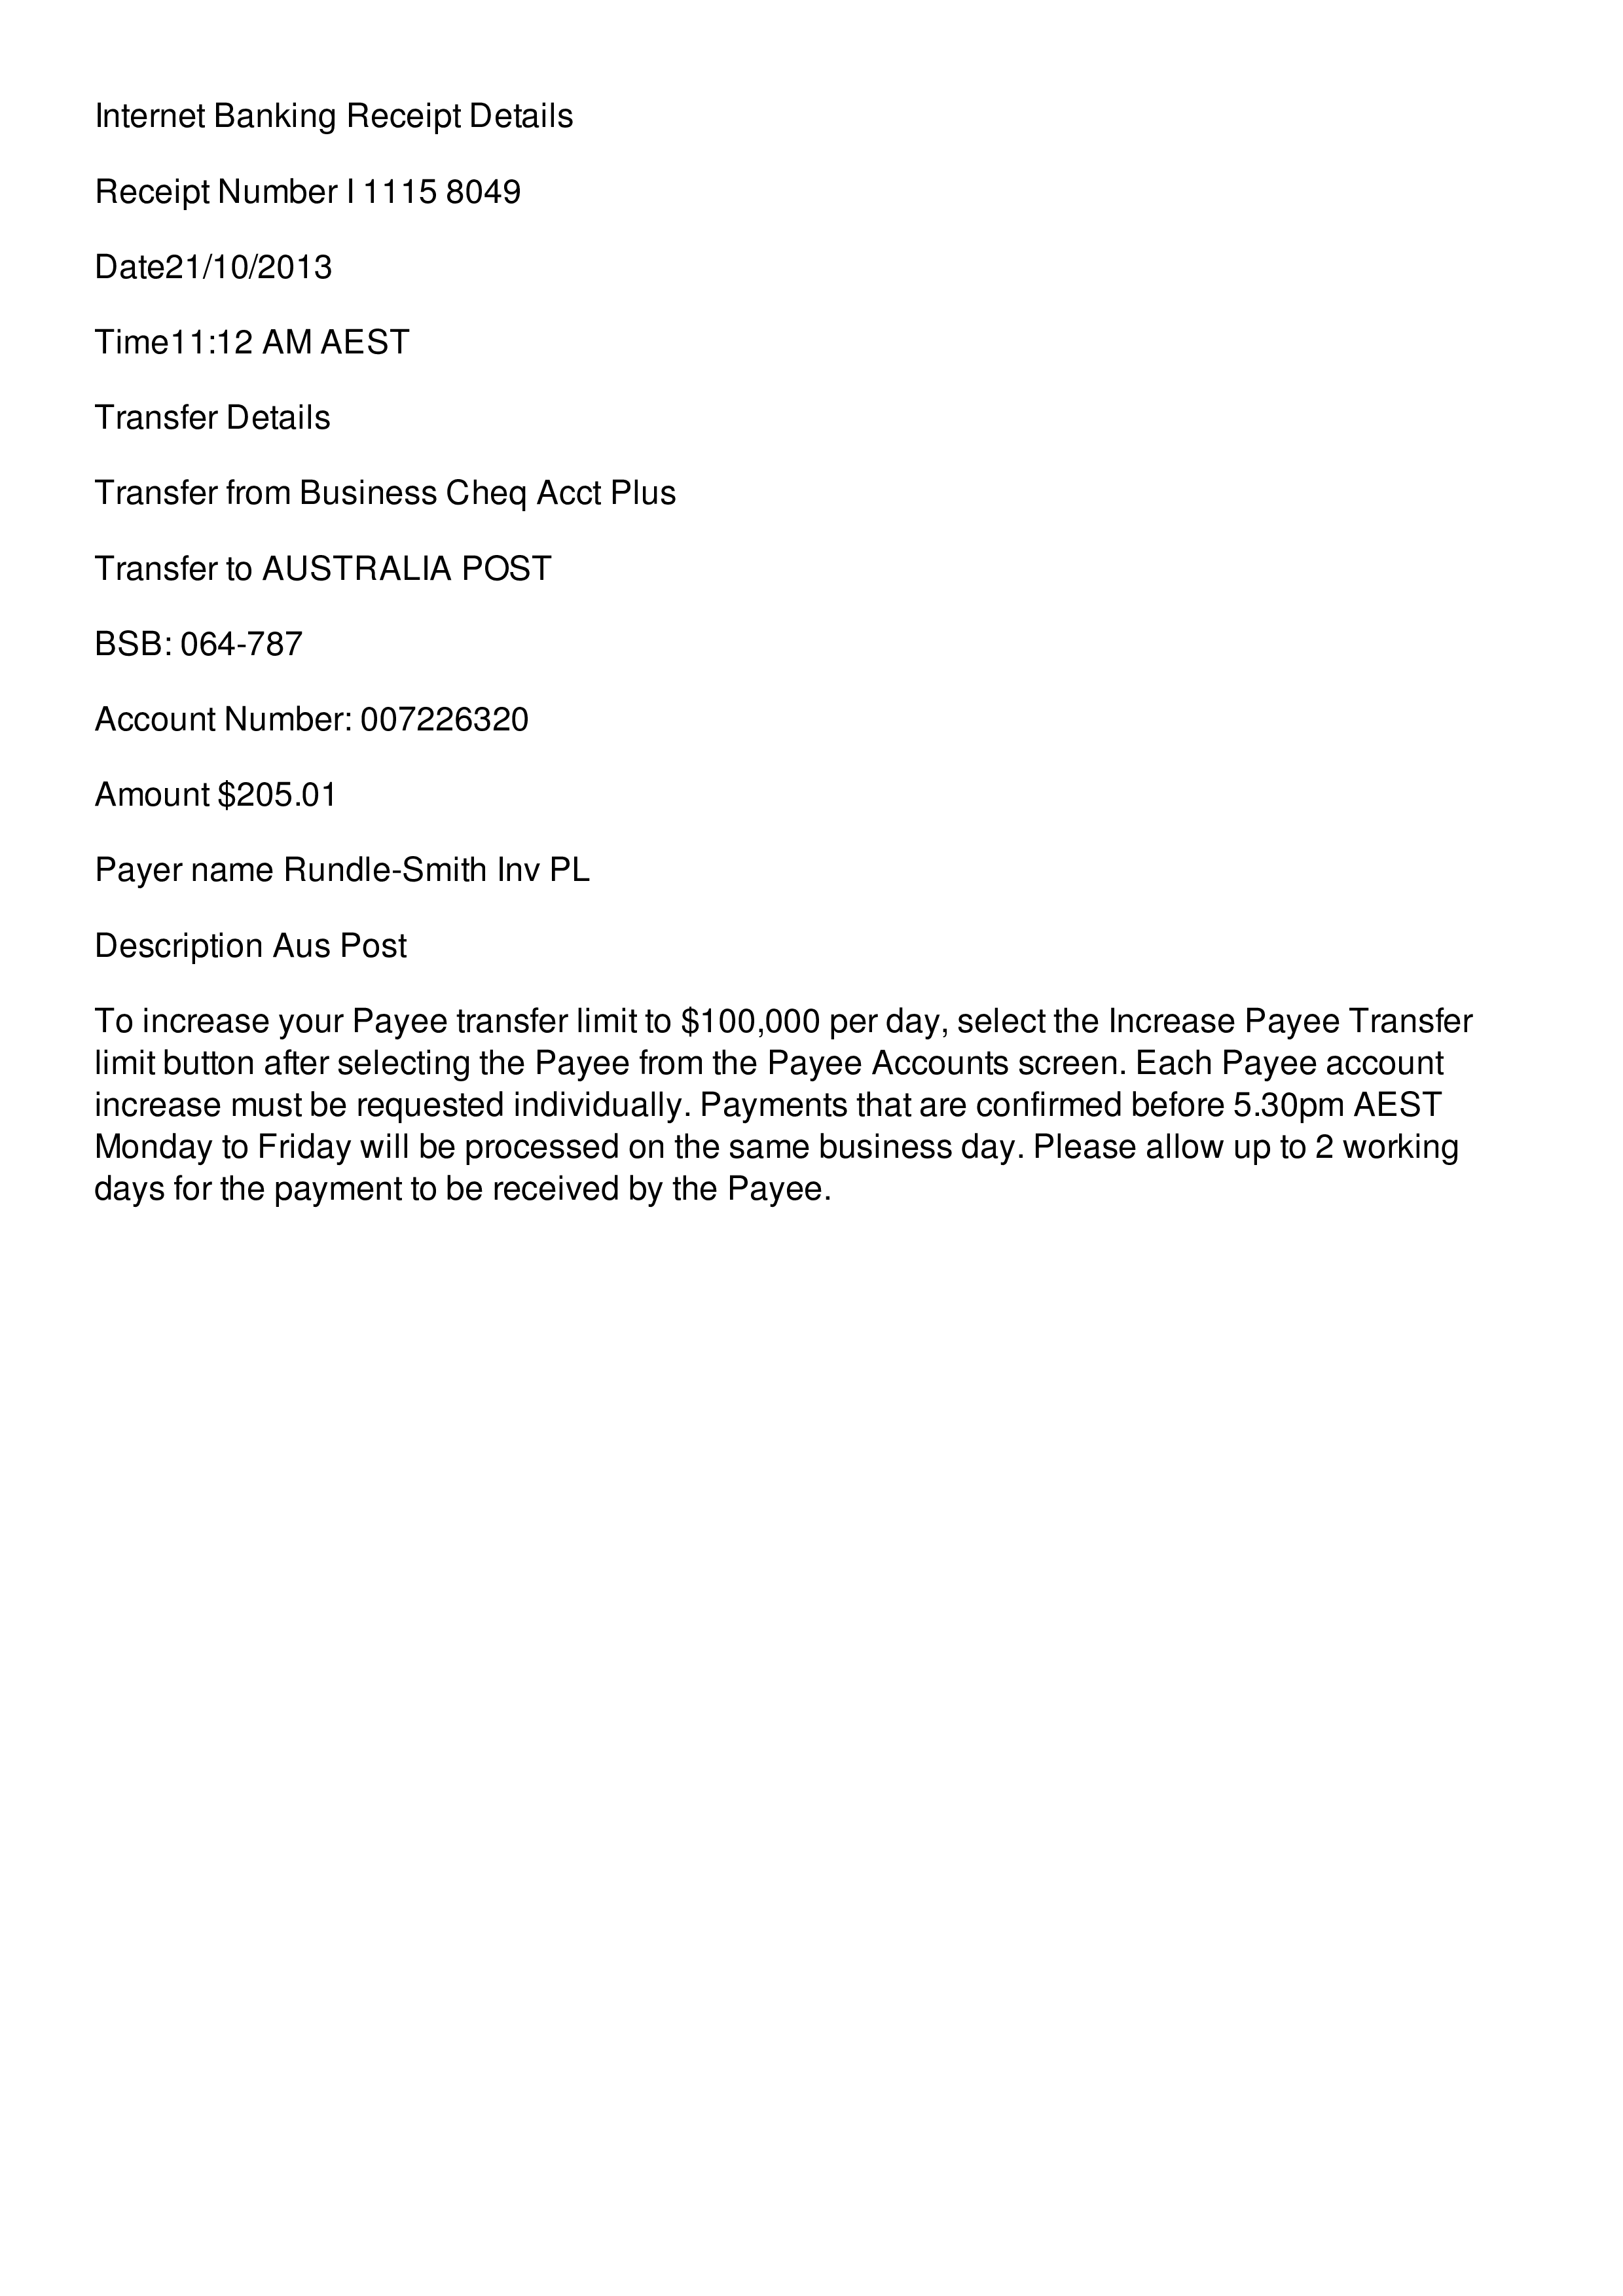 Internet Banking Receipt Details
Receipt Number I 1115 8049
Date21/10/2013
Time11:12 AM AEST
Transfer Details
Transfer from Business Cheq Acct Plus
Transfer to AUSTRALIA POST
BSB: 064-787
Account Number: 007226320
Amount $205.01
Payer name Rundle-Smith Inv PL
Description Aus Post
To increase your Payee transfer limit to $100,000 per day, select the Increase Payee Transfer
limit button after selecting the Payee from the Payee Accounts screen. Each Payee account
increase must be requested individually. Payments that are confirmed before 5.30pm AEST
Monday to Friday will be processed on the same business day. Please allow up to 2 working
days for the payment to be received by the Payee.